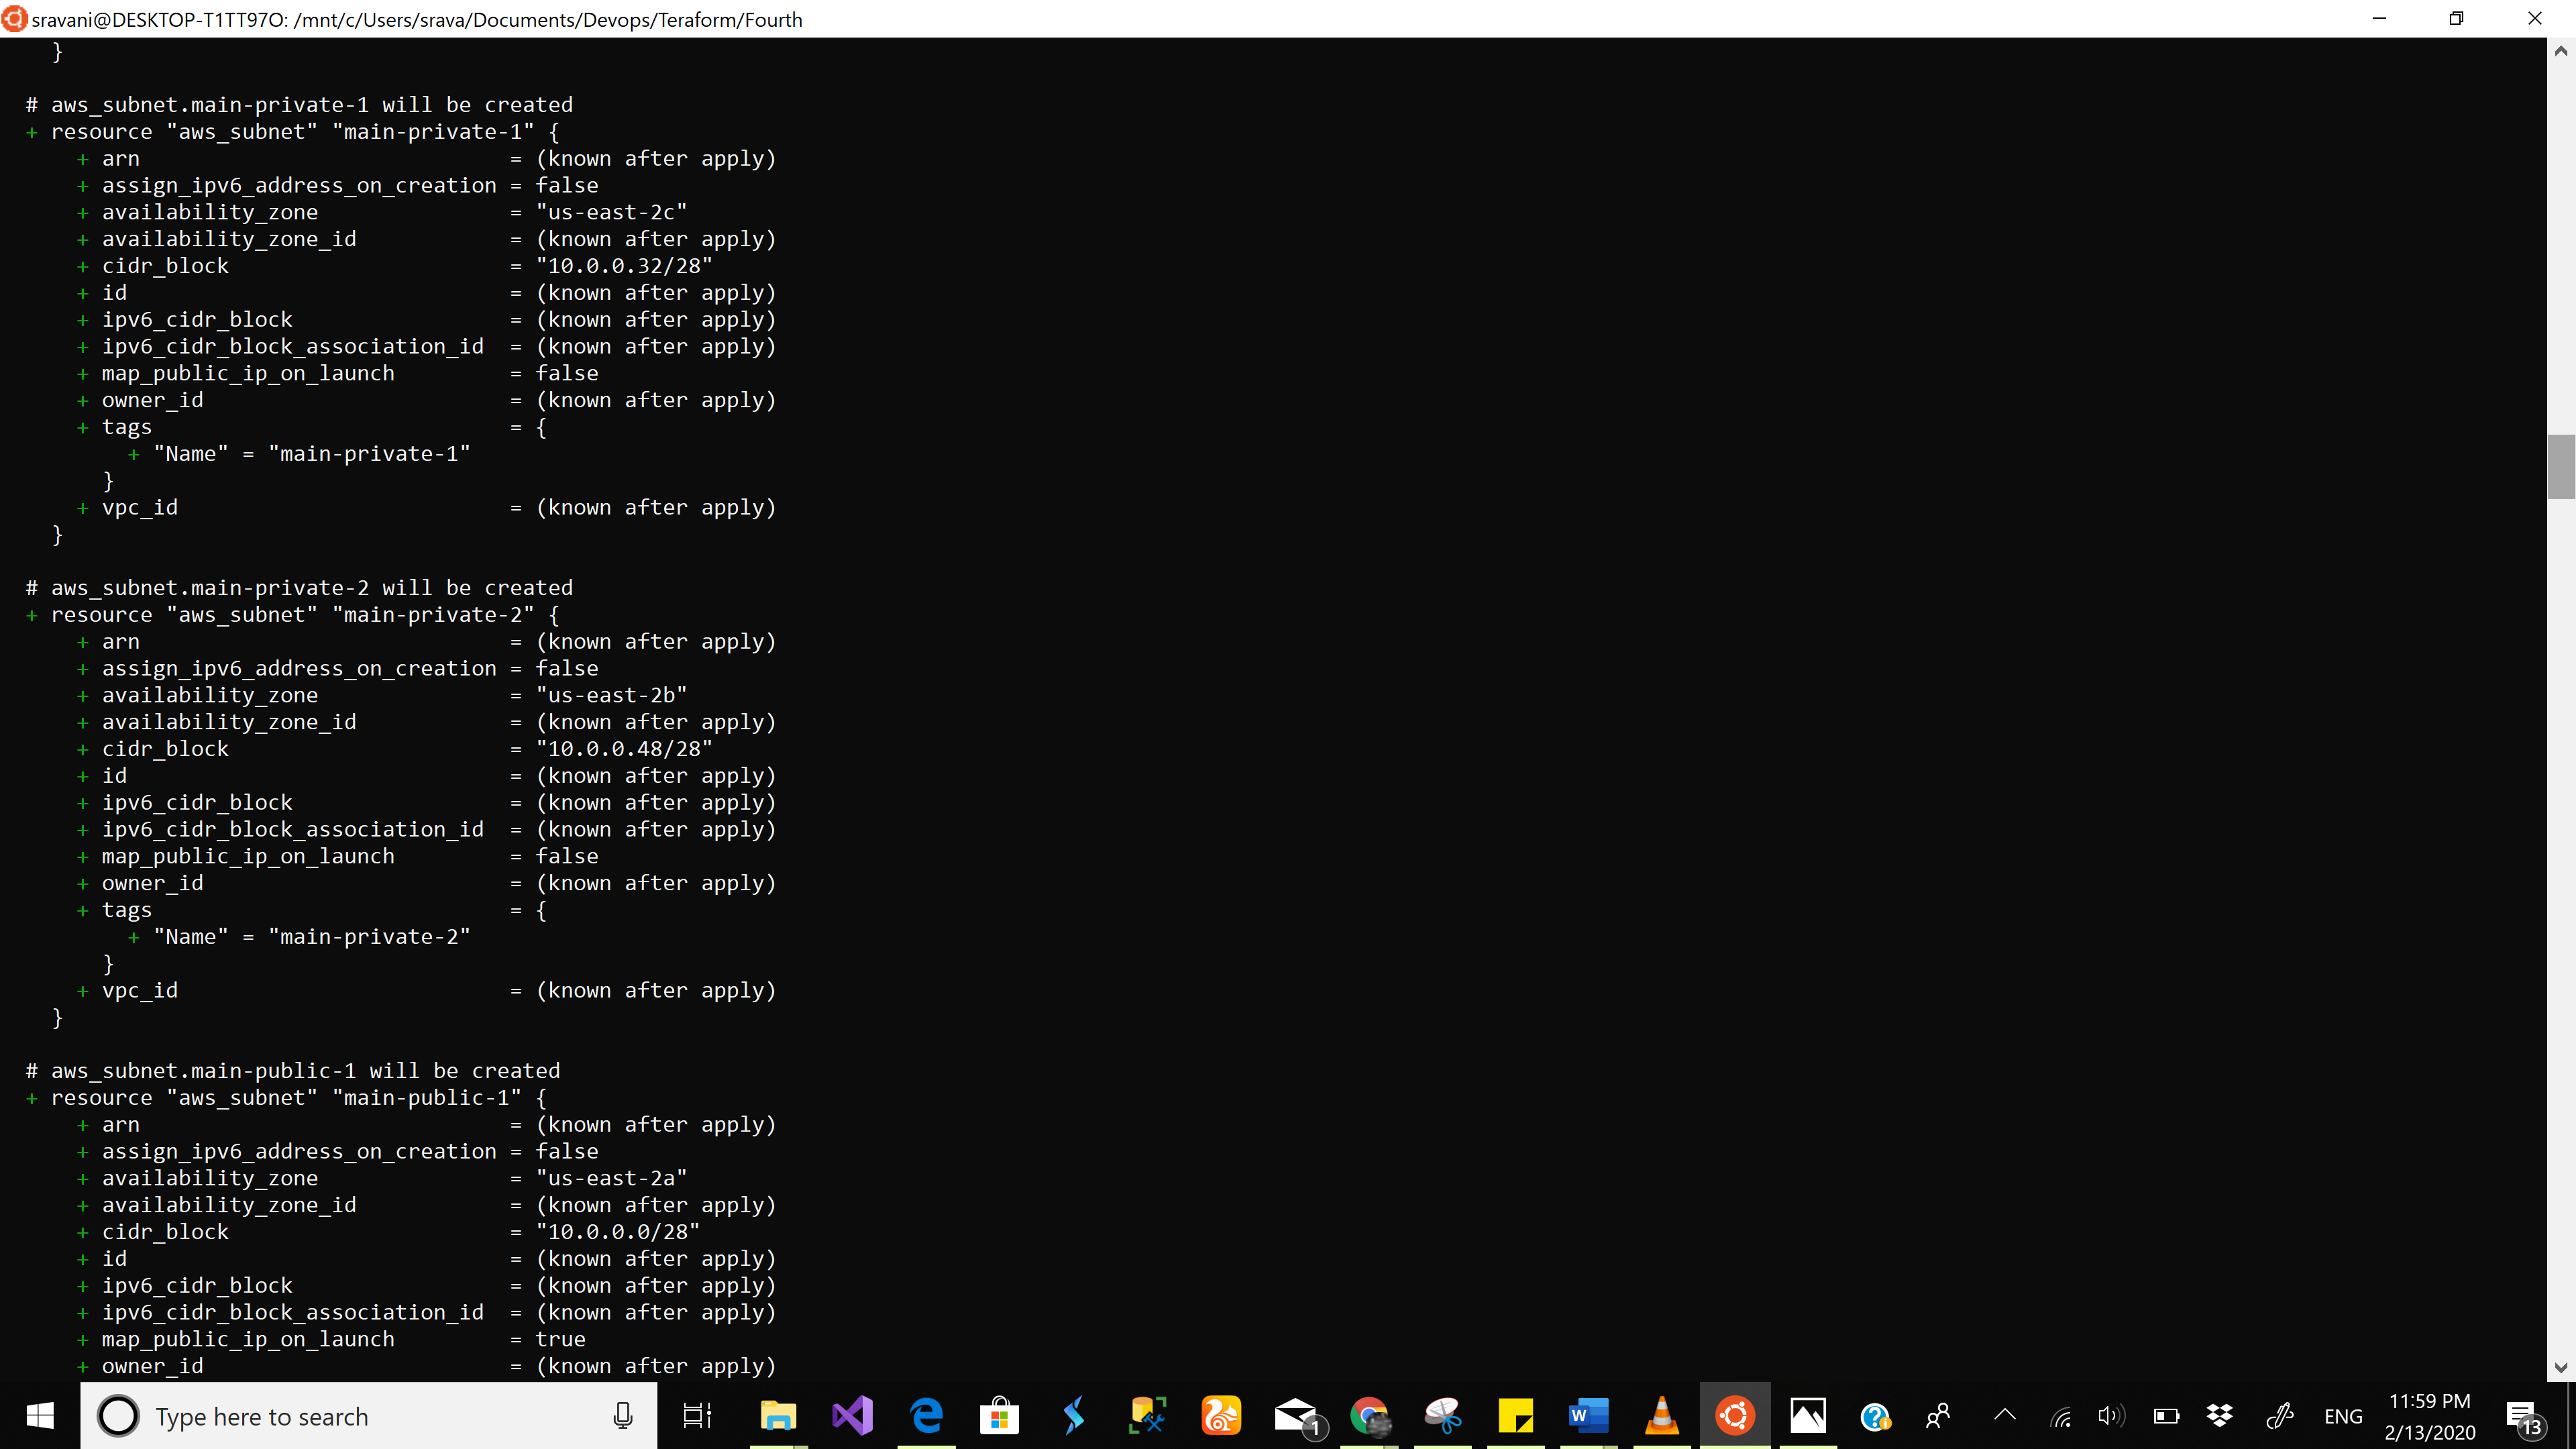 sravani@DESKTOP-T1TT97O: /mnt/c/Users/srava/Documents/Devops/Teraform/Fourth
}
# aws_subnet.main-private-1 will be created
+ resource "aws_subnet" "main-private-1" {
+ arn = (known after apply)
+ assign_ipv6_address_on_creation = false
+ availability_zone = "us-east-2c"
+ availability_zone_id = (known after apply)
+ cidr_block = "10.0.0.32/28"
+ id = (known after apply)
+ ipv6_cidr_block = (known after apply)
+ ipv6_cidr_block_association_id = (known after apply)
+ map_public_ip_on_launch = false
+ owner_id = (known after apply)
+ tags = {
+ "Name" = "main-private-1"
}
+ vpc_id = (known after apply)
}
# aws_subnet.main-private-2 will be created
+ resource "aws_subnet" "main-private-2" {
+ arn = (known after apply)
+ assign_ipv6_address_on_creation = false
+ availability_zone = "us-east-2b"
+ availability_zone_id = (known after apply)
+ cidr_block = "10.0.0.48/28"
+ id = (known after apply)
+ ipv6_cidr_block = (known after apply)
+ ipv6_cidr_block_association_id = (known after apply)
+ map_public_ip_on_launch = false
+ owner_id = (known after apply)
+ tags = {
+ "Name" = "main-private-2"
}
+ vpc_id = (known after apply)
}
# aws_subnet.main-public-1 will be created
+ resource "aws_subnet" "main-public-1" {
+ arn = (known after apply)
+ assign_ipv6_address_on_creation = false
+ availability_zone = "us-east-2a"
+ availability_zone_id = (known after apply)
+ cidr_block = "10.0.0.0/28"
+ id = (known after apply)
+ ipv6_cidr_block = (known after apply)
+ ipv6_cidr_block_association_id = (known after apply)
+ map_public_ip_on_launch = true
+ owner_id = (known after apply)
Type here to search
1
W
ENG
11:59 PM
2/13/2020
13